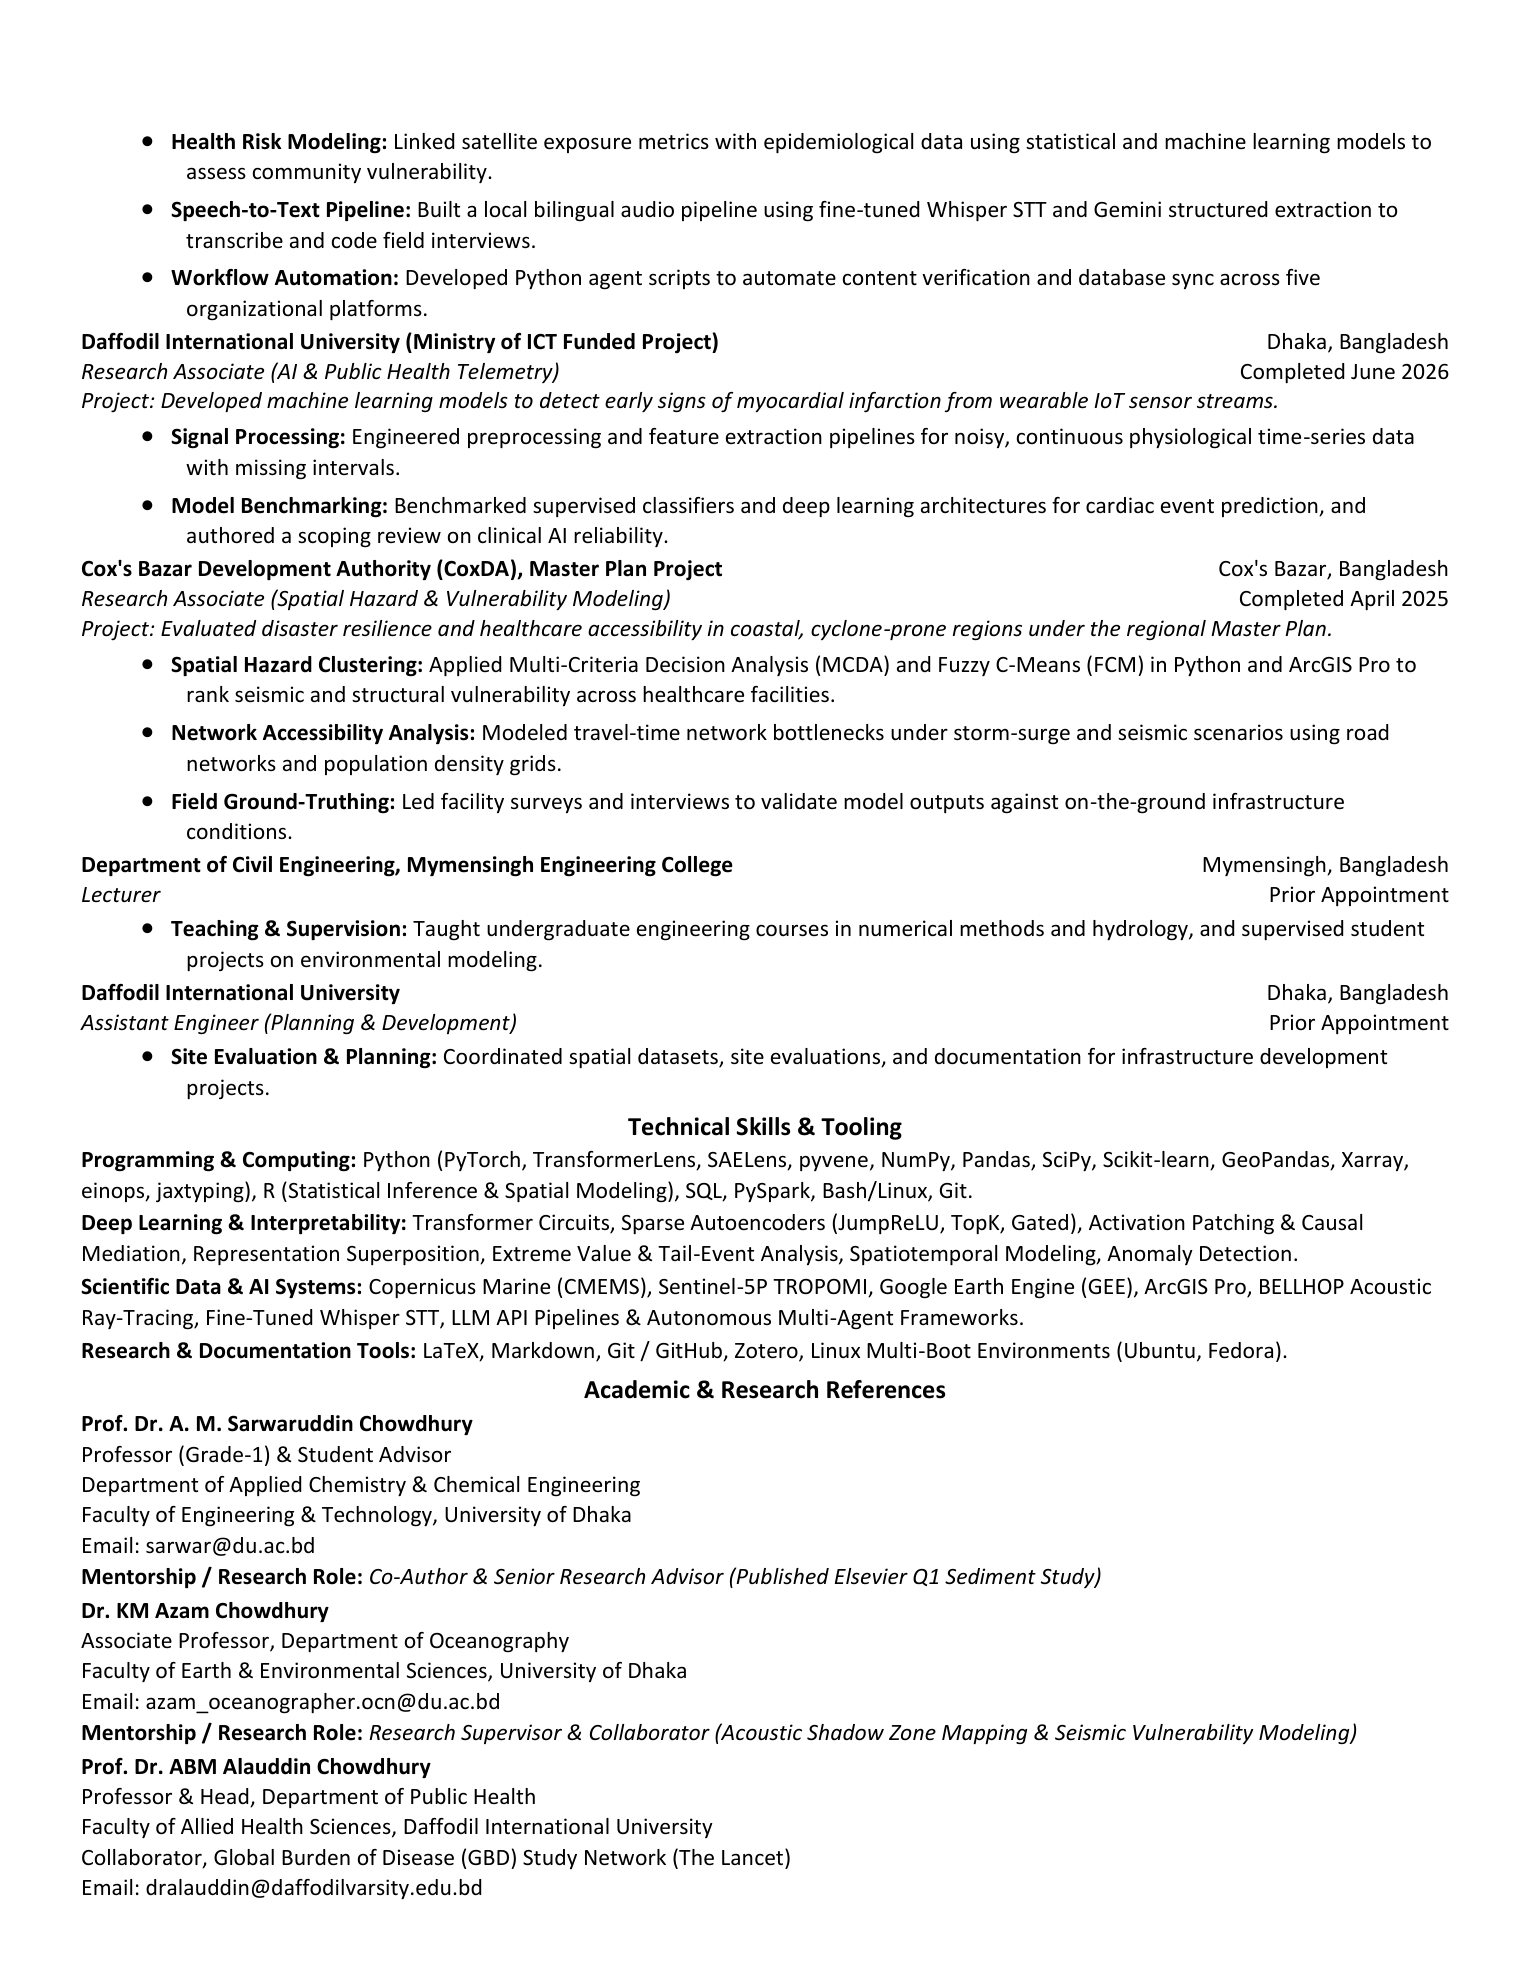 • Health Risk Modeling: Linked satellite exposure metrics with epidemiological data using statistical and machine learning models to
assess community vulnerability.
• Speech-to-Text Pipeline: Built a local bilingual audio pipeline using fine-tuned Whisper STT and Gemini structured extraction to
transcribe and code field interviews.
• Workflow Automation: Developed Python agent scripts to automate content verification and database sync across five
organizational platforms.
Daffodil International University (Ministry of ICT Funded Project) Dhaka, Bangladesh
Research Associate (AI & Public Health Telemetry) Completed June 2026
Project: Developed machine learning models to detect early signs of myocardial infarction from wearable IoT sensor streams.
• Signal Processing: Engineered preprocessing and feature extraction pipelines for noisy, continuous physiological time-series data
with missing intervals.
• Model Benchmarking: Benchmarked supervised classifiers and deep learning architectures for cardiac event prediction, and
authored a scoping review on clinical AI reliability.
Cox's Bazar Development Authority (CoxDA), Master Plan Project Cox's Bazar, Bangladesh
Research Associate (Spatial Hazard & Vulnerability Modeling) Completed April 2025
Project: Evaluated disaster resilience and healthcare accessibility in coastal, cyclone-prone regions under the regional Master Plan.
• Spatial Hazard Clustering: Applied Multi-Criteria Decision Analysis (MCDA) and Fuzzy C-Means (FCM) in Python and ArcGIS Pro to
rank seismic and structural vulnerability across healthcare facilities.
• Network Accessibility Analysis: Modeled travel-time network bottlenecks under storm-surge and seismic scenarios using road
networks and population density grids.
• Field Ground-Truthing: Led facility surveys and interviews to validate model outputs against on-the-ground infrastructure
conditions.
Department of Civil Engineering, Mymensingh Engineering College Mymensingh, Bangladesh
Lecturer Prior Appointment
• Teaching & Supervision: Taught undergraduate engineering courses in numerical methods and hydrology, and supervised student
projects on environmental modeling.
Daffodil International University Dhaka, Bangladesh
Assistant Engineer (Planning & Development) Prior Appointment
• Site Evaluation & Planning: Coordinated spatial datasets, site evaluations, and documentation for infrastructure development
projects.
Technical Skills & Tooling
Programming & Computing: Python (PyTorch, TransformerLens, SAELens, pyvene, NumPy, Pandas, SciPy, Scikit-learn, GeoPandas, Xarray,
einops, jaxtyping), R (Statistical Inference & Spatial Modeling), SQL, PySpark, Bash/Linux, Git.
Deep Learning & Interpretability: Transformer Circuits, Sparse Autoencoders (JumpReLU, TopK, Gated), Activation Patching & Causal
Mediation, Representation Superposition, Extreme Value & Tail-Event Analysis, Spatiotemporal Modeling, Anomaly Detection.
Scientific Data & AI Systems: Copernicus Marine (CMEMS), Sentinel-5P TROPOMI, Google Earth Engine (GEE), ArcGIS Pro, BELLHOP Acoustic
Ray-Tracing, Fine-Tuned Whisper STT, LLM API Pipelines & Autonomous Multi-Agent Frameworks.
Research & Documentation Tools: LaTeX, Markdown, Git / GitHub, Zotero, Linux Multi-Boot Environments (Ubuntu, Fedora).
Academic & Research References
Prof. Dr. A. M. Sarwaruddin Chowdhury
Professor (Grade-1) & Student Advisor
Department of Applied Chemistry & Chemical Engineering
Faculty of Engineering & Technology, University of Dhaka
Email: sarwar@du.ac.bd
Mentorship / Research Role: Co-Author & Senior Research Advisor (Published Elsevier Q1 Sediment Study)
Dr. KM Azam Chowdhury
Associate Professor, Department of Oceanography
Faculty of Earth & Environmental Sciences, University of Dhaka
Email: azam_oceanographer.ocn@du.ac.bd
Mentorship / Research Role: Research Supervisor & Collaborator (Acoustic Shadow Zone Mapping & Seismic Vulnerability Modeling)
Prof. Dr. ABM Alauddin Chowdhury
Professor & Head, Department of Public Health
Faculty of Allied Health Sciences, Daffodil International University
Collaborator, Global Burden of Disease (GBD) Study Network (The Lancet)
Email: dralauddin@daffodilvarsity.edu.bd